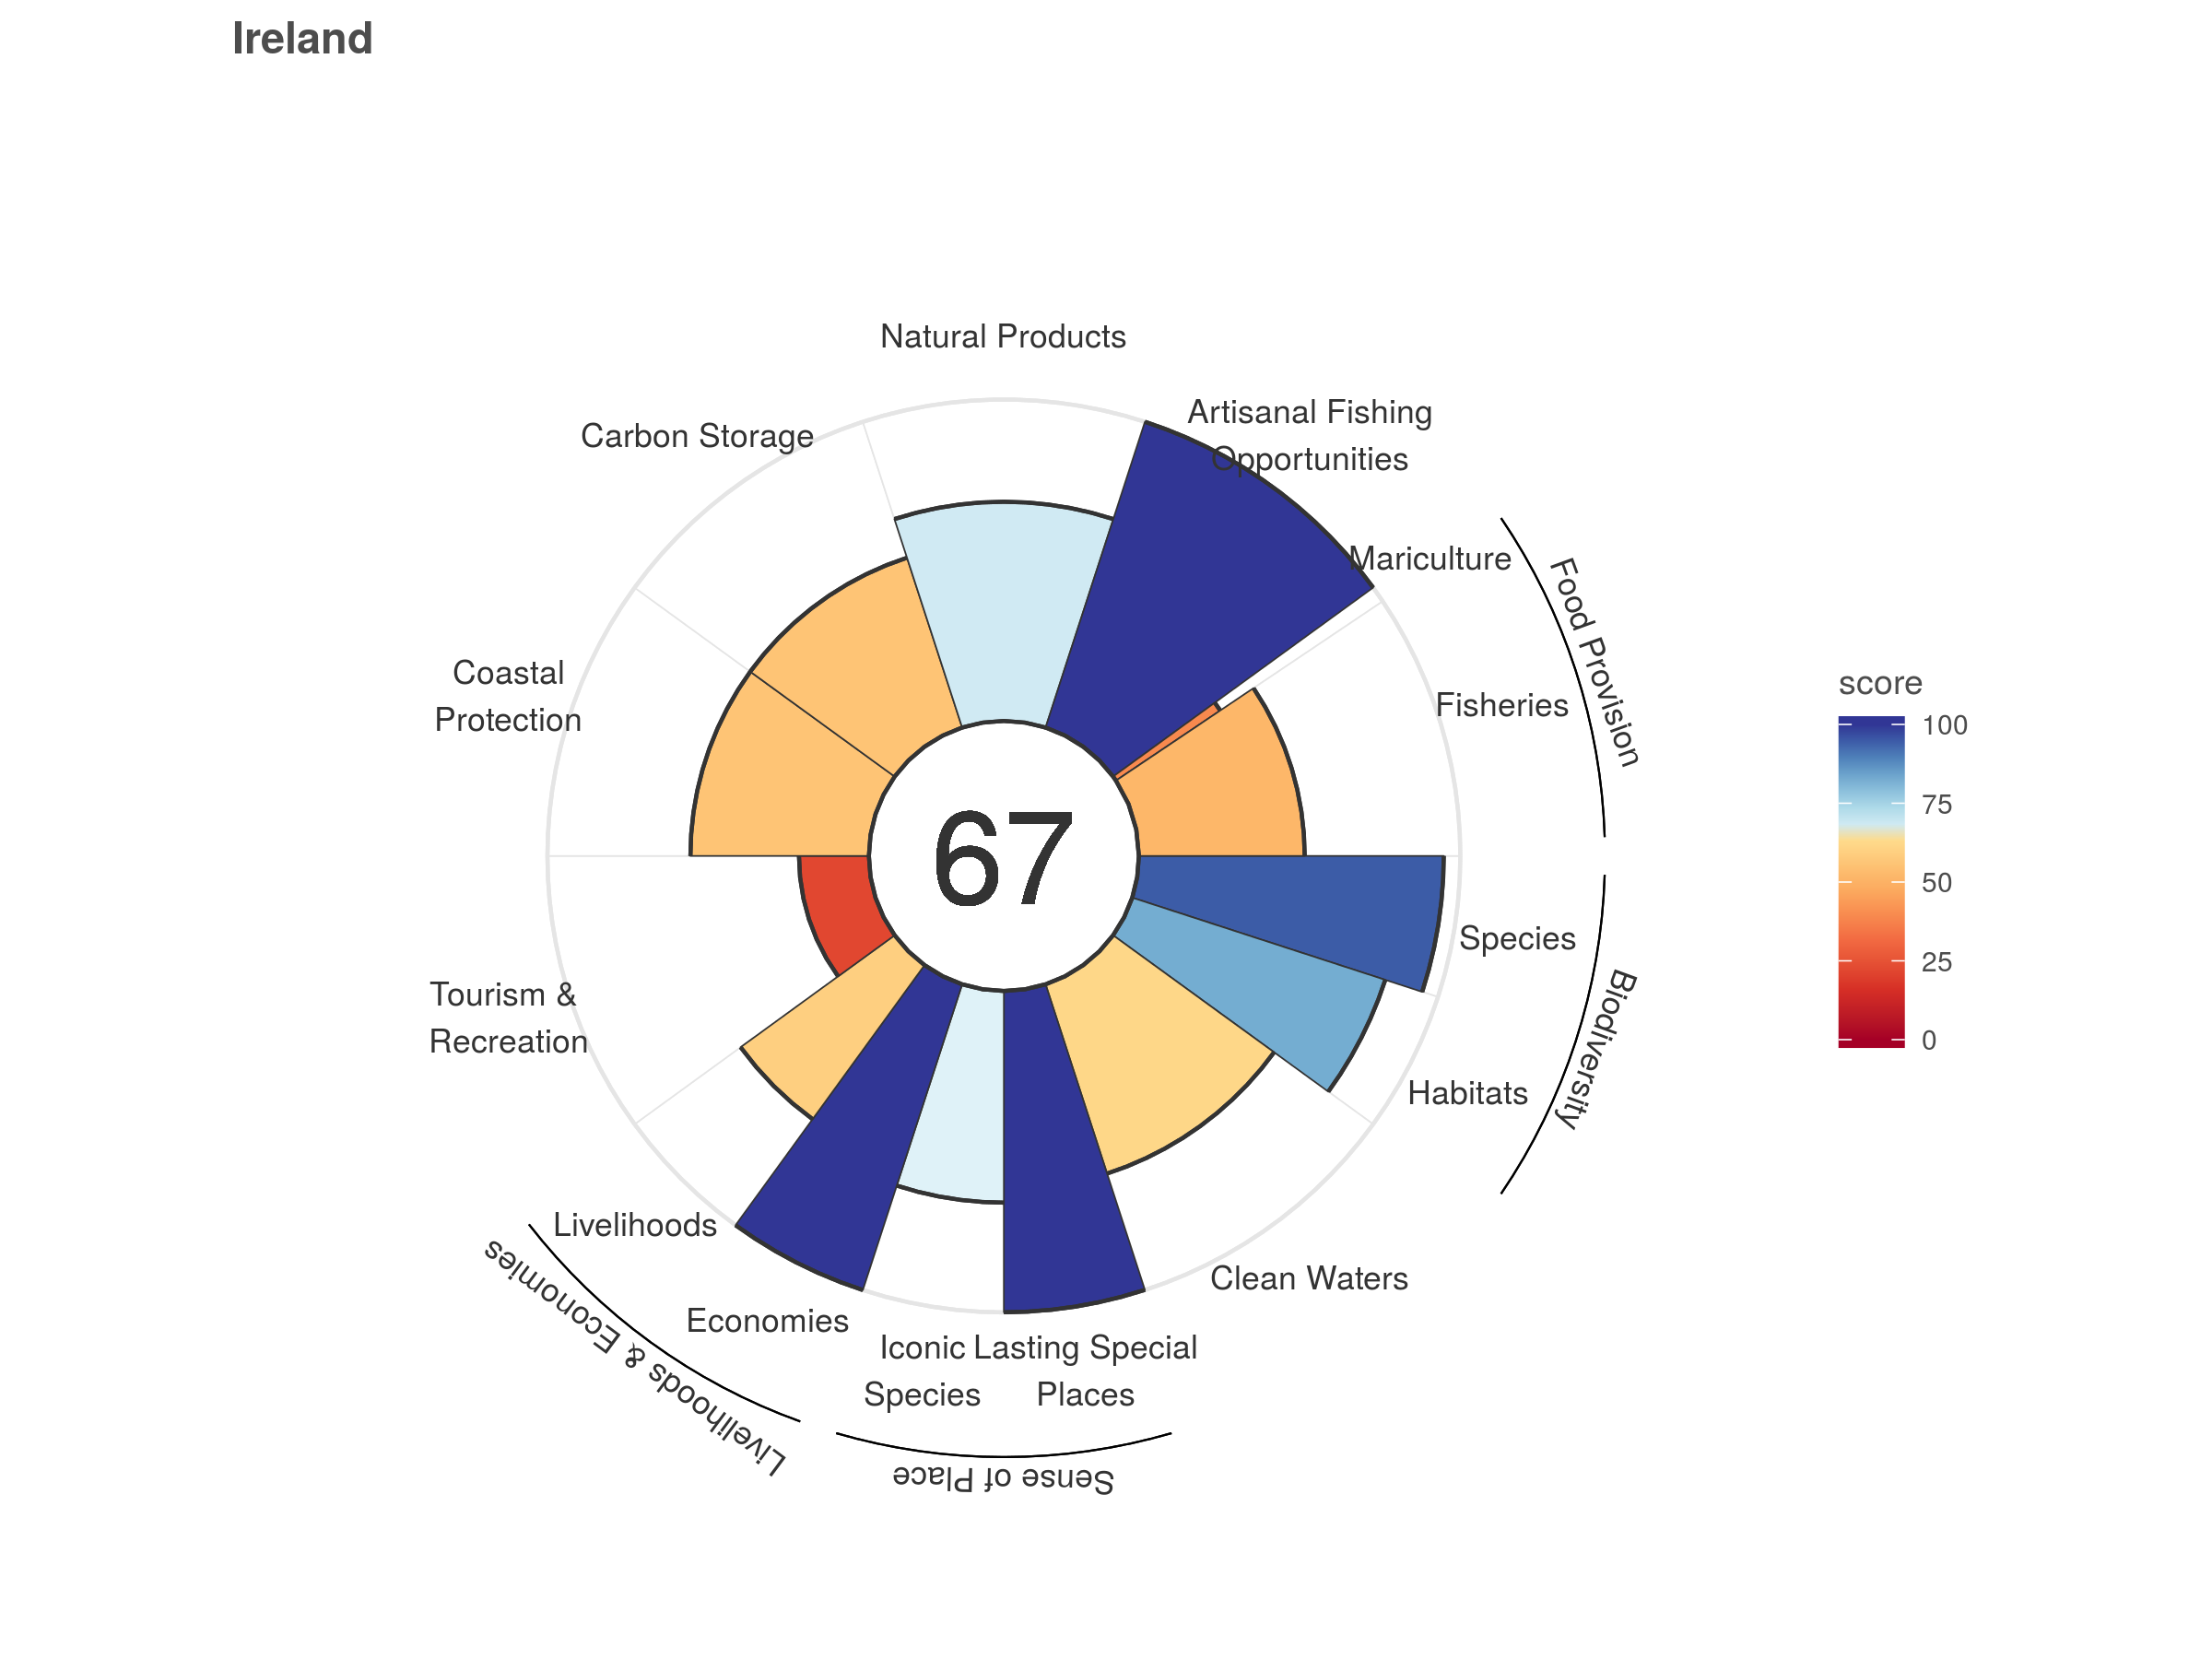 Ireland
Natural Products
Artisanal Fishing
Opportunities
Carbon Storage
Mariculture
Food Provision
Fisheries
Coastal
Protection
score
100
75
50
25
0
67
Species
Biodiversity
Tourism &
Recreation
Habitats
Livelihoods
Clean Waters
Economies
Livelihoods & Economies
Iconic
Species
Lasting Special
Places
Sense of Place